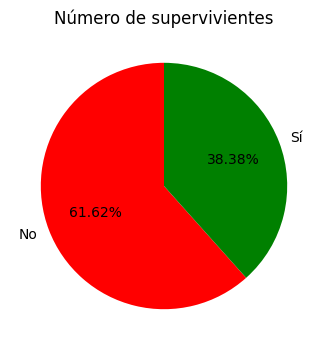 Número de supervivientes
Sí
38.38%
61.62%
No